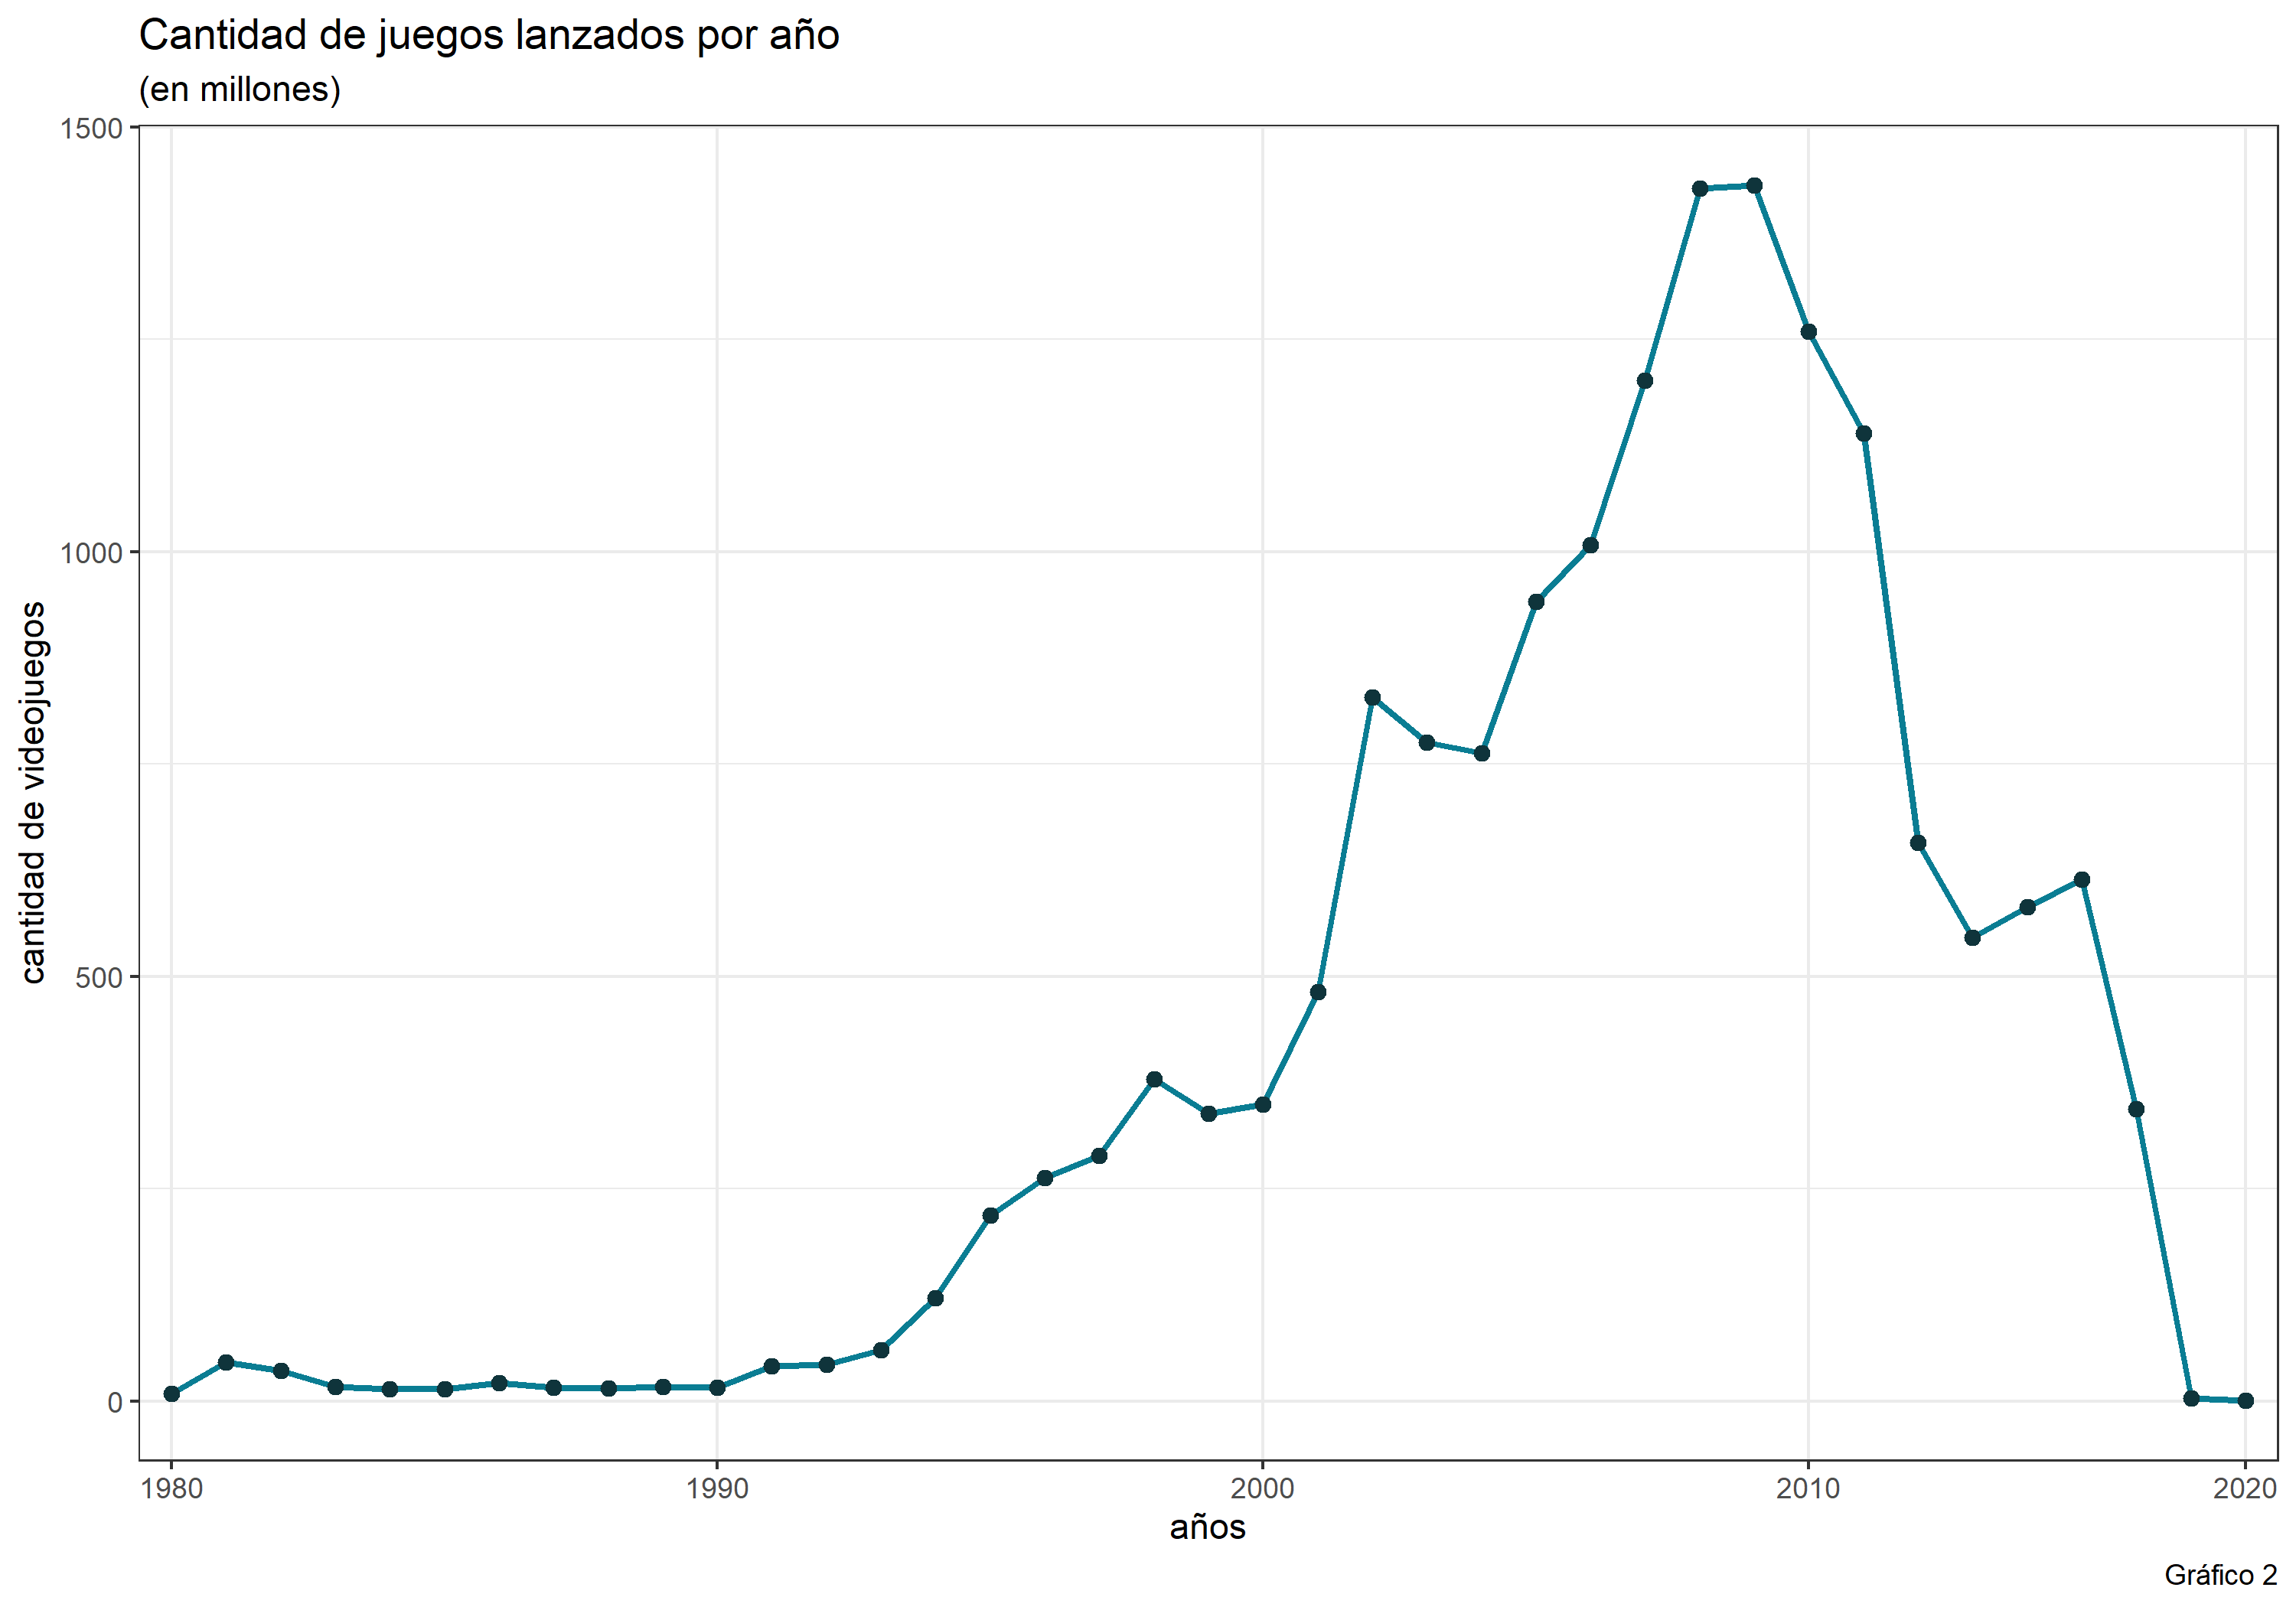 Cantidad de juegos lanzados por año
(en millones)
1500
1000
500
0
cantidad de videojuegos
1980 1990 2000 2010 2020
años
Gráfico 2